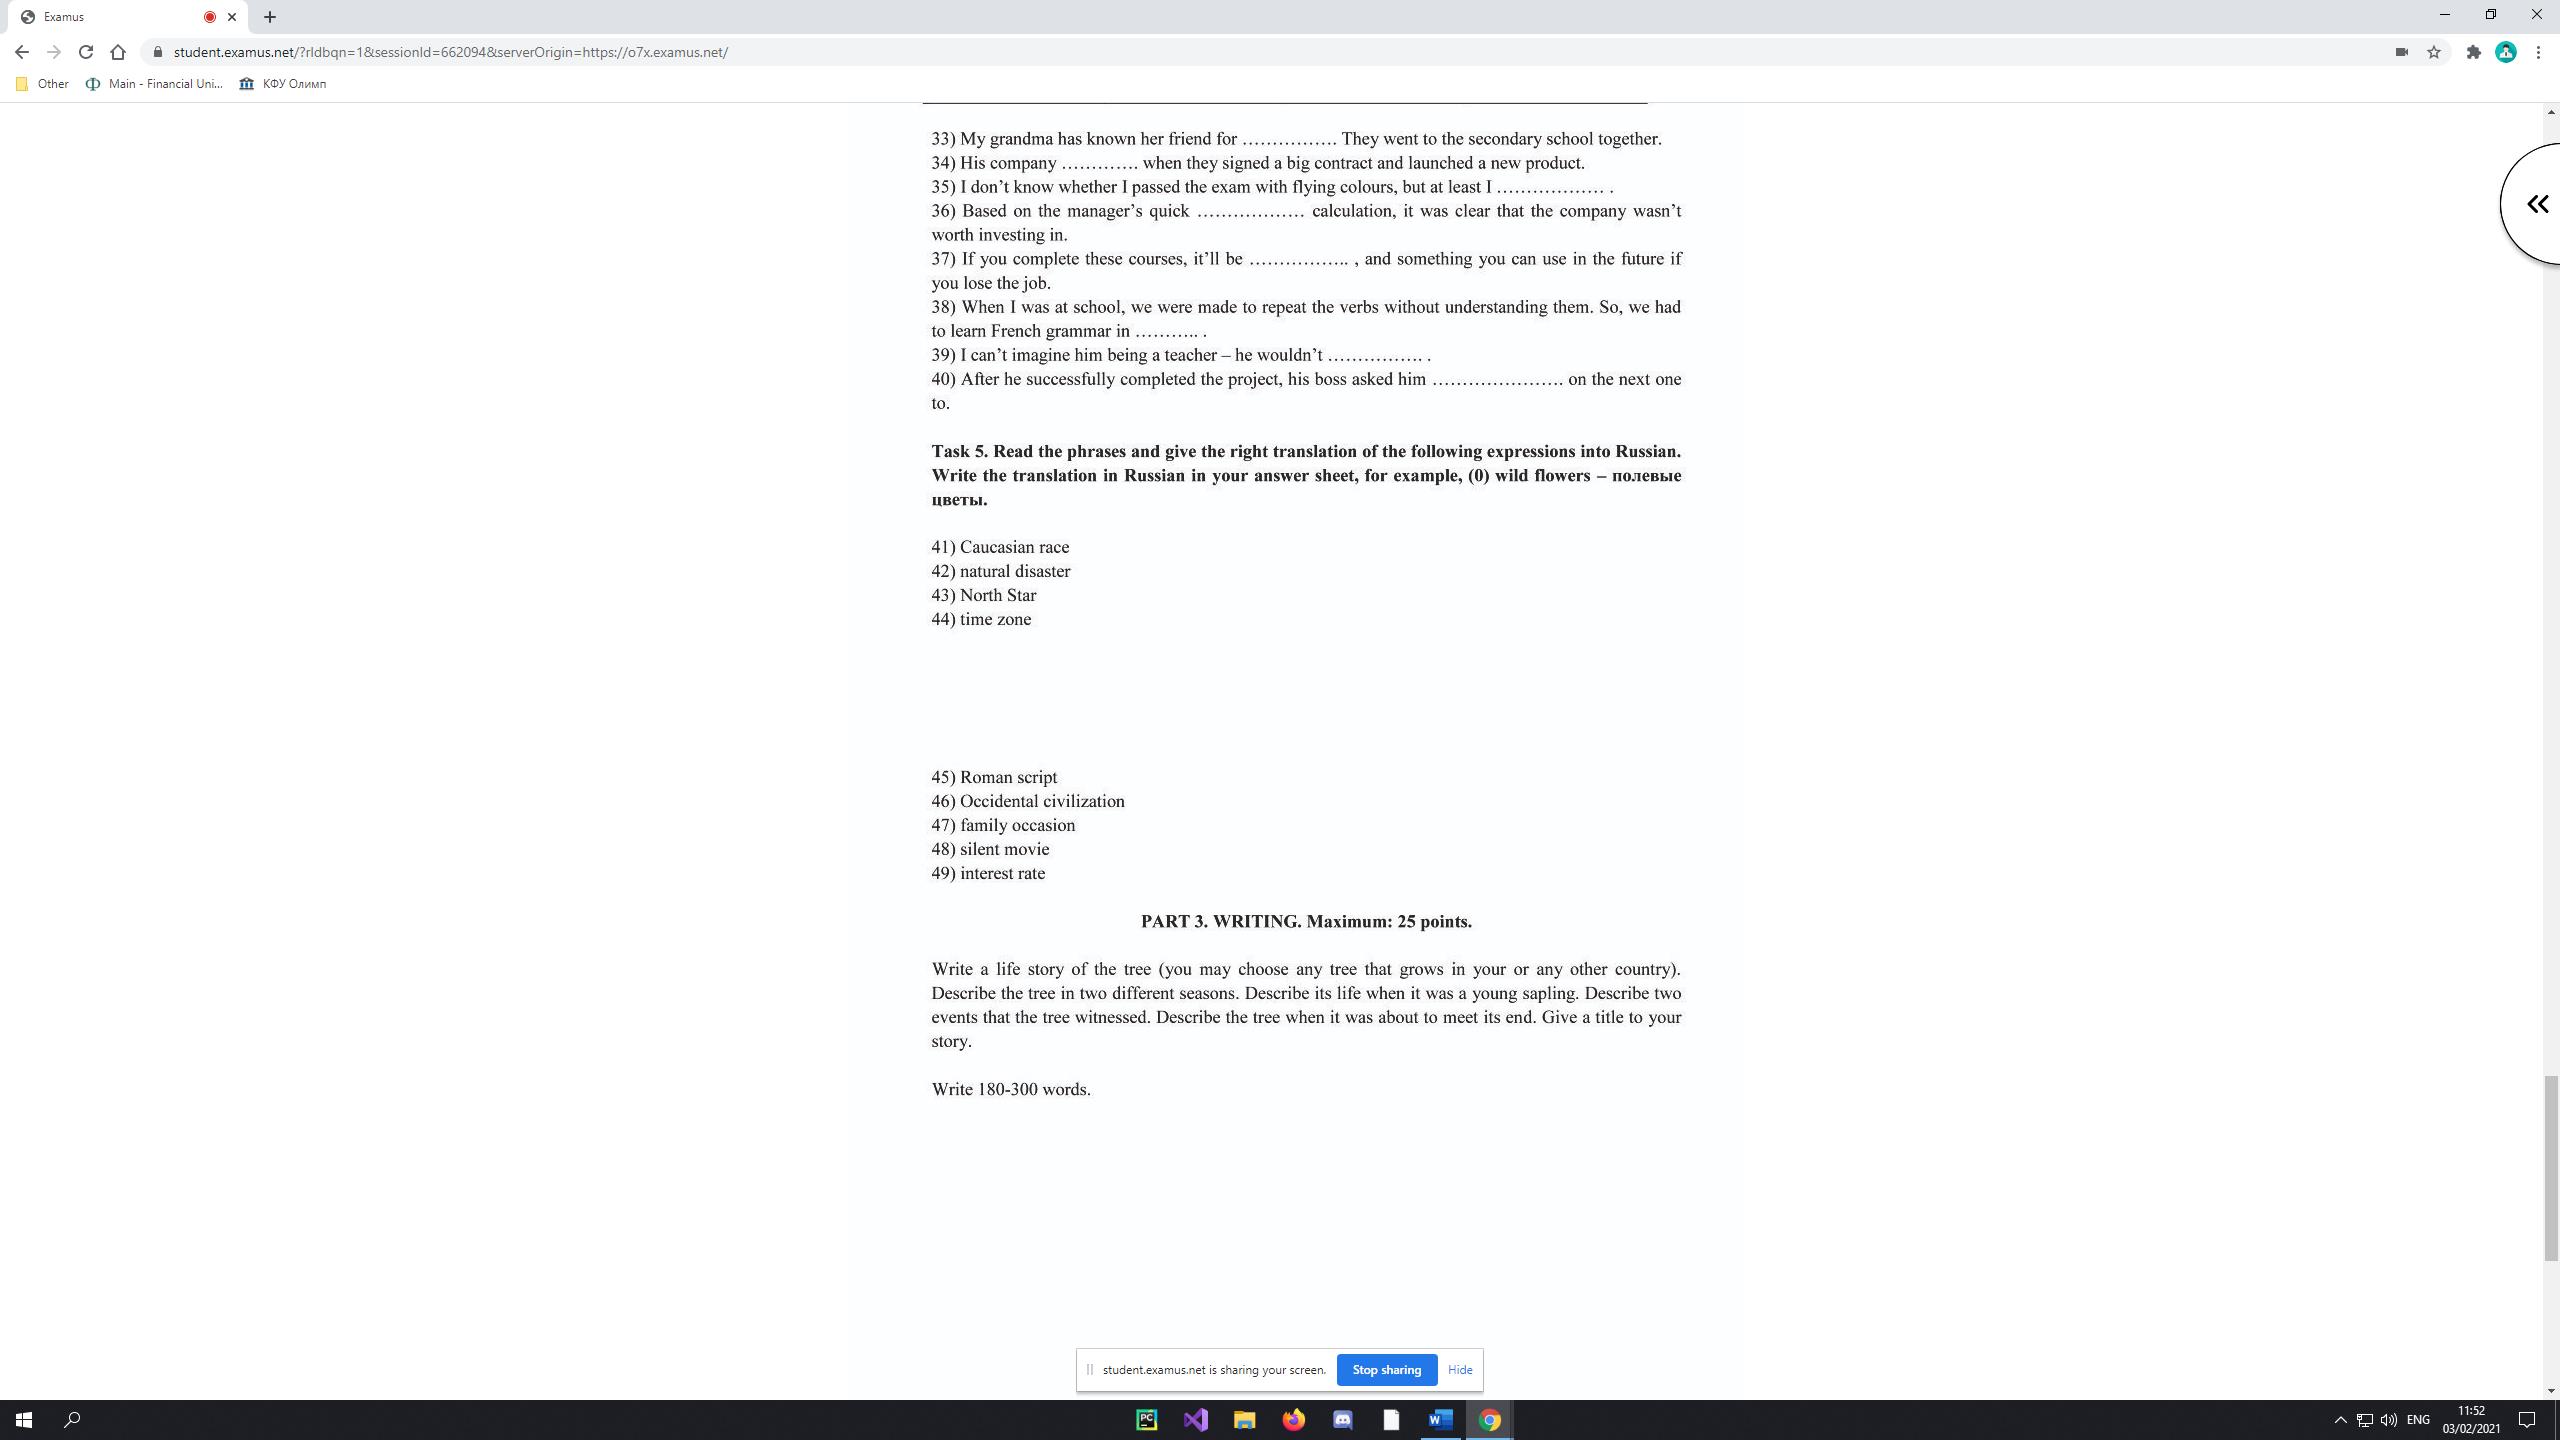 Examus
student.examus.net/?rldbqn=1&sessionId=662094&serverOrigin=https://o7x.examus.net/
Other Main - Financial Uni... КФУ Олимп
33) My grandma has known her friend for ……………. They went to the secondary school together.
34) His company …………. when they signed a big contract and launched a new product.
35) I don’t know whether I passed the exam with flying colours, but at least I ……………… .
36) Based on the manager’s quick ……………… calculation, it was clear that the company wasn’t
worth investing in.
37) If you complete these courses, it’ll be …………….. , and something you can use in the future if
you lose the job.
38) When I was at school, we were made to repeat the verbs without understanding them. So, we had
to learn French grammar in ……….. .
39) I can’t imagine him being a teacher – he wouldn’t ……………. .
40) After he successfully completed the project, his boss asked him …………………. on the next one
to.
Task 5. Read the phrases and give the right translation of the following expressions into Russian.
Write the translation in Russian in your answer sheet, for example, (0) wild flowers – полевые
цветы.
41) Caucasian race
42) natural disaster
43) North Star
44) time zone
45) Roman script
46) Occidental civilization
47) family occasion
48) silent movie
49) interest rate
PART 3. WRITING. Maximum: 25 points.
Write a life story of the tree (you may choose any tree that grows in your or any other country).
Describe the tree in two different seasons. Describe its life when it was a young sapling. Describe two
events that the tree witnessed. Describe the tree when it was about to meet its end. Give a title to your
story.
Write 180-300 words.
student.examus.net is sharing your screen. Stop sharing Hide
PC W ENG 11:52
03/02/2021